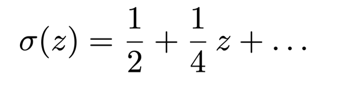 σ(z) = 1/2 + 1/4 z + ...